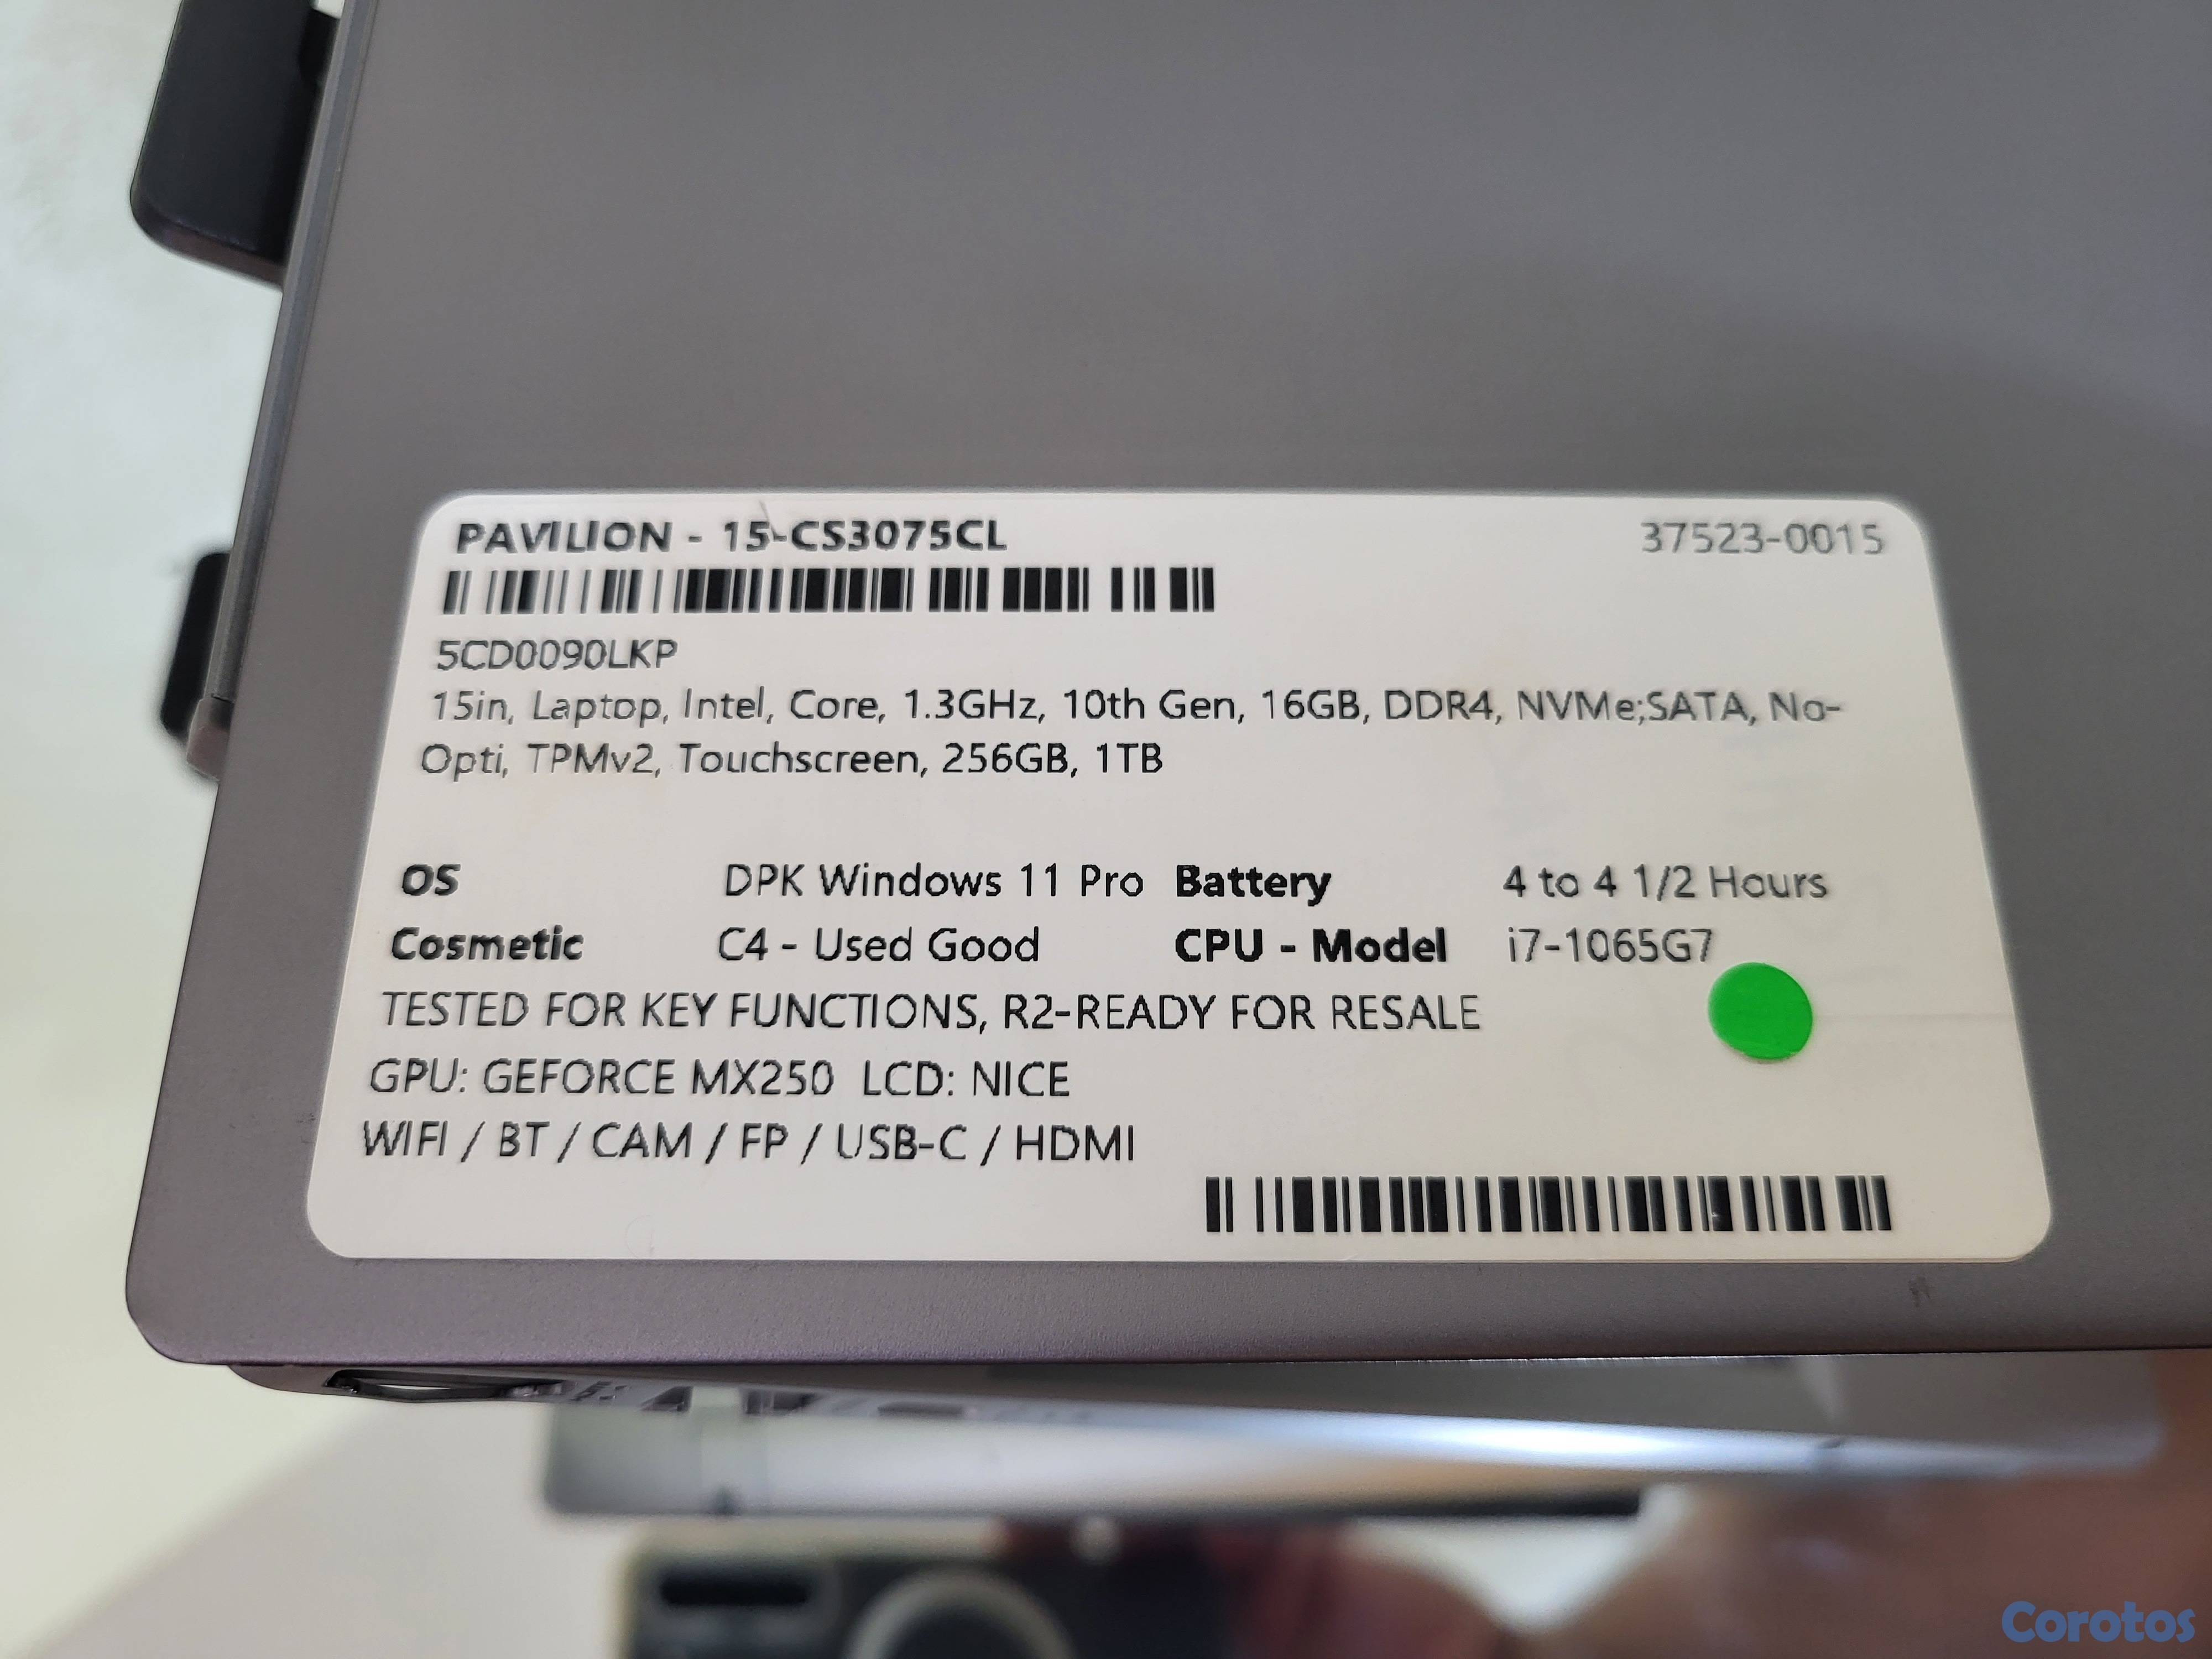 PAVILION - 15-CS3075CL 37523-0015
5CD0090LKP
15in, Laptop, Intel, Core, 1.3GHz, 10th Gen, 16GB, DDR4, NVMe;SATA, No-
Opti, TPMv2, Touchscreen, 256GB, 1TB
OS DPK Windows 11 Pro Battery 4 to 4 1/2 Hours
Cosmetic C4 - Used Good CPU - Model i7-1065G7
TESTED FOR KEY FUNCTIONS, R2-READY FOR RESALE
GPU: GEFORCE MX250 LCD: NICE
WIFI / BT / CAM / FP / USB-C / HDMI
Corotos